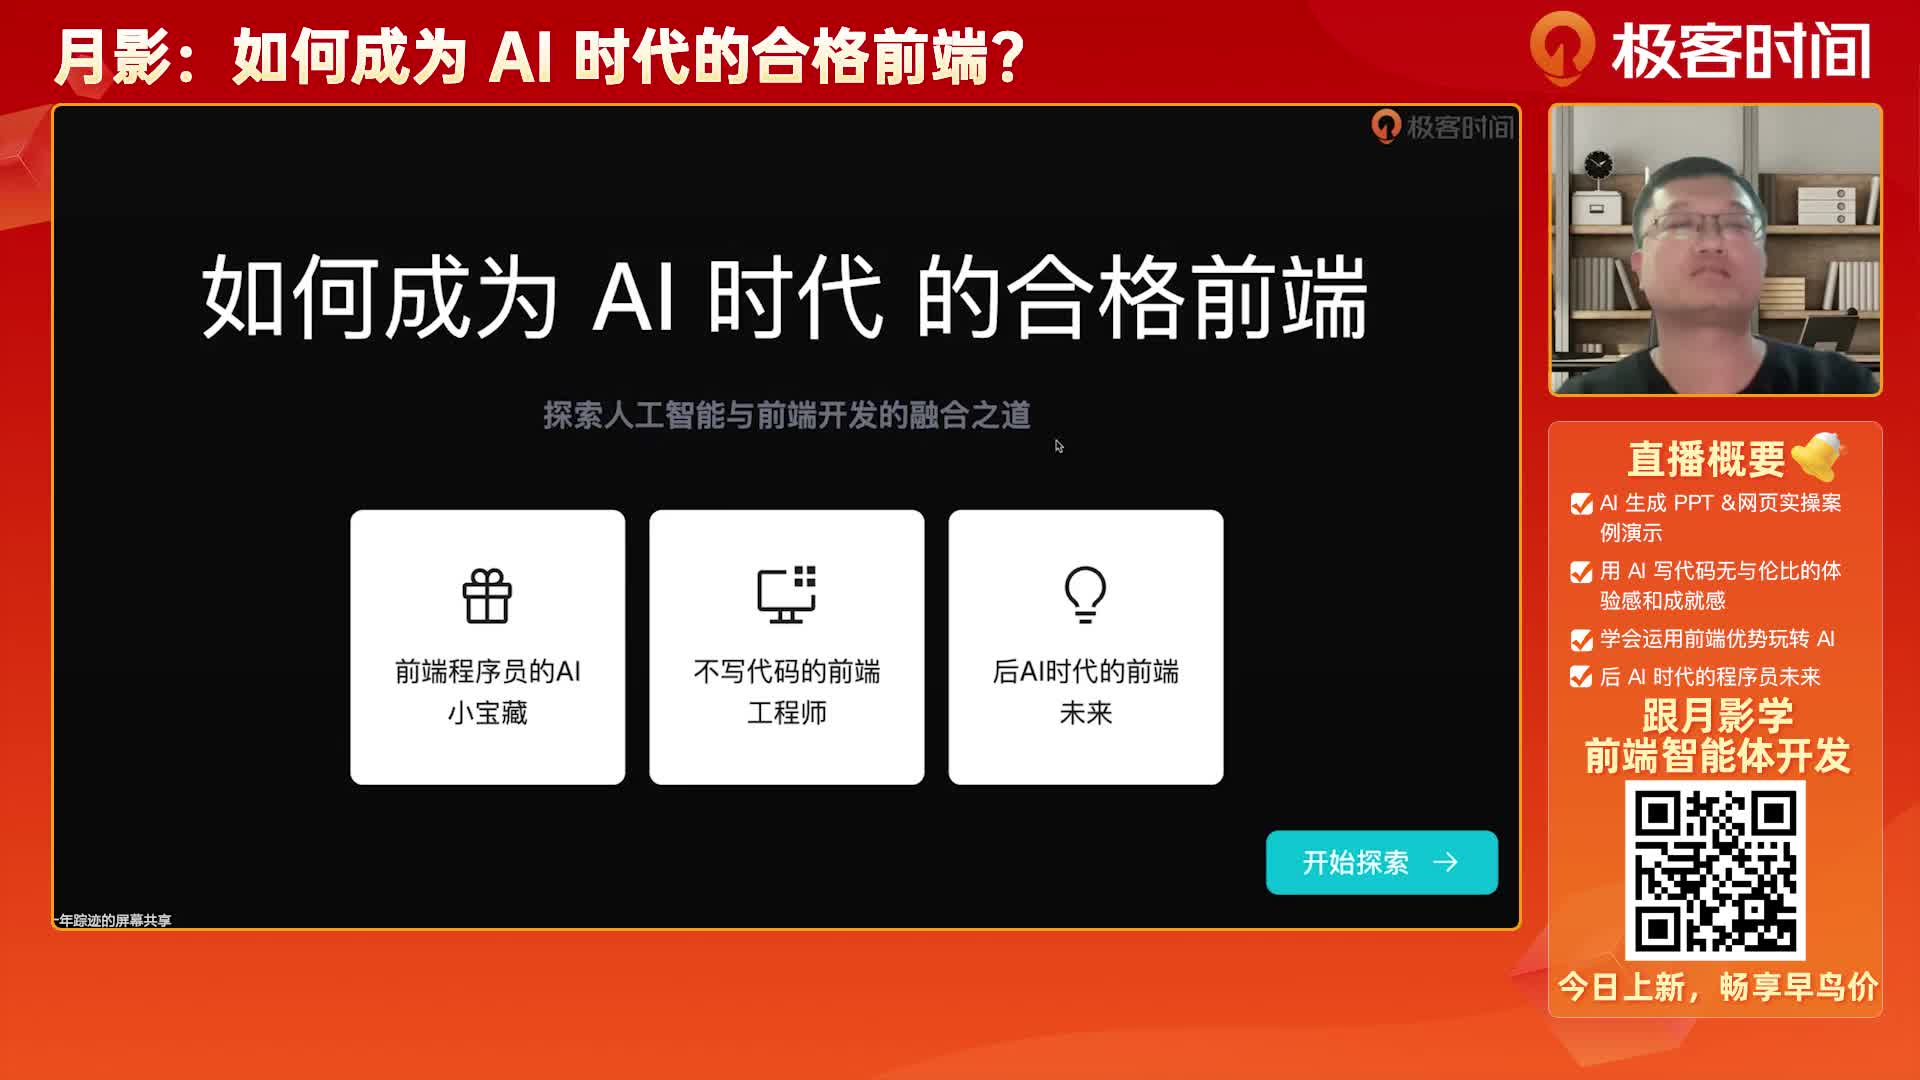 月影：如何成为 AI 时代的合格前端？
极客时间
极客时间
如何成为 AI 时代 的合格前端
探索人工智能与前端开发的融合之道
前端程序员的AI
小宝藏
不写代码的前端
工程师
后AI时代的前端
未来
开始探索
年踪迹的屏幕共享
直播概要
AI 生成 PPT &网页实操案
例演示
用 AI 写代码无与伦比的体
验感和成就感
学会运用前端优势玩转 AI
后 AI 时代的程序员未来
跟月影学
前端智能体开发
今日上新，畅享早鸟价